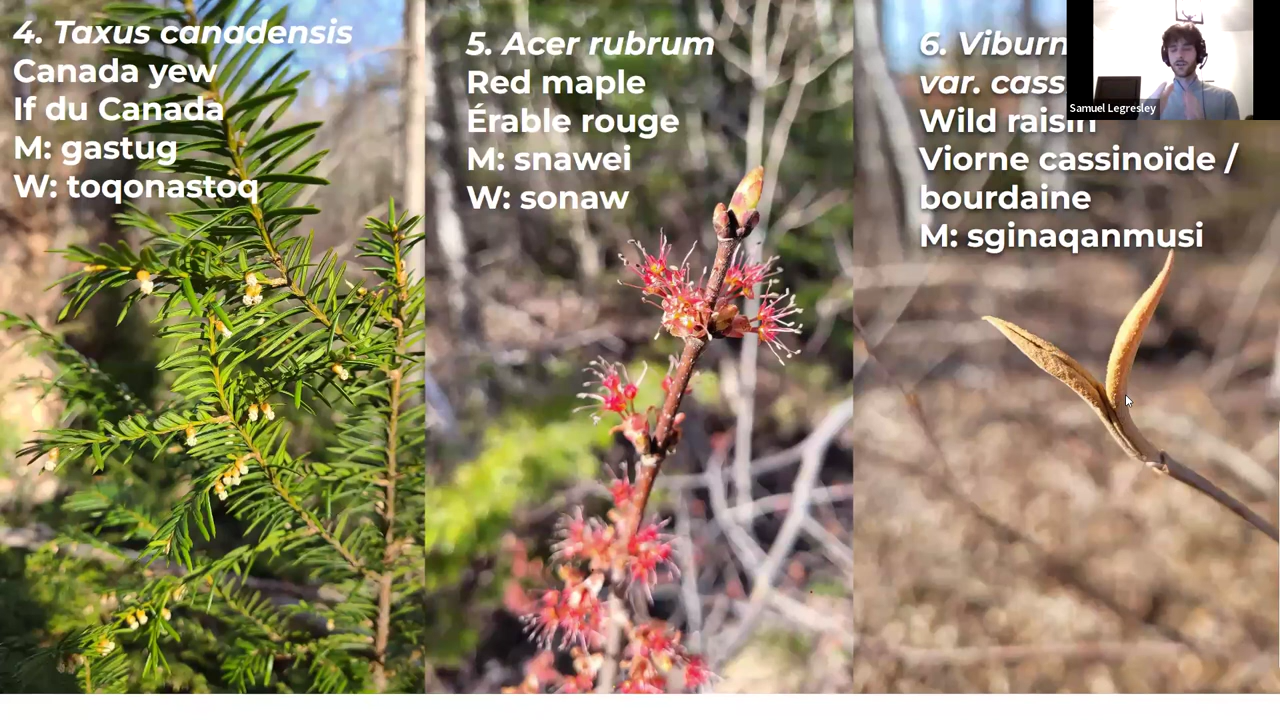 4. Taxus canadensis
Canada yew
If du Canada
M: gastug
W: toqonastoq
5. Acer rubrum
Red maple
Érable rouge
M: snawei
W: sonaw
6. Viburn
var. cass
Wild raisin
Viorne cassinoïde /
bourdaine
M: sginaqanmusi
Samuel Legresley